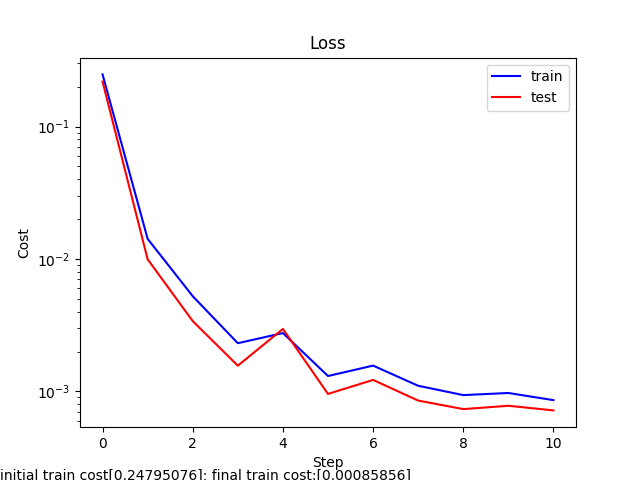 Loss
train
test
10⁻¹
10⁻²
10⁻³
Cost
0 2 4 6 8 10
Step
initial train cost[0.24795076]; final train cost:[0.00085856]